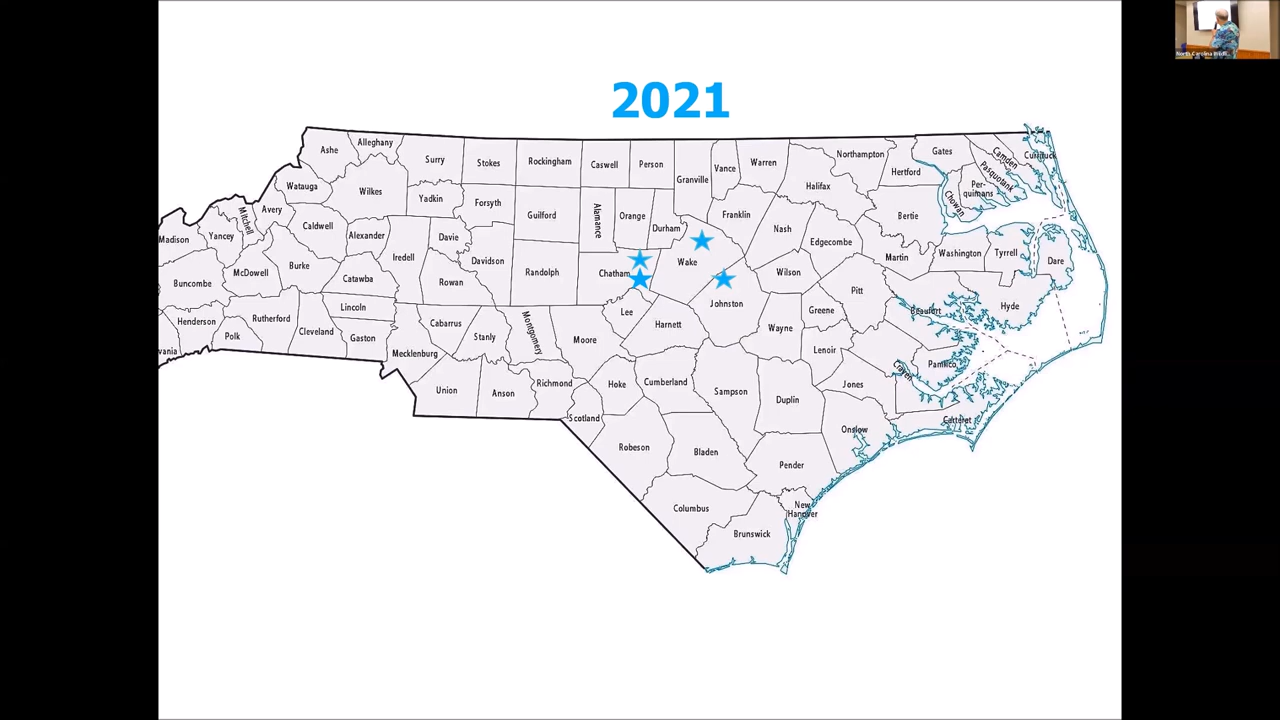 North Carolina
2021
Ashe
Alleghany
Surry
Stokes
Rockingham
Caswell
Person
Granville
Vance
Warren
Northampton
Gates
Camden
Currituck
Hertford
Halifax
Pasquotank
Per-
quimans
Chowan
Watauga
Wilkes
Yadkin
Forsyth
Guilford
Alamance
Orange
Durham
Franklin
Nash
Edgecombe
Bertie
Mitchell
Avery
Caldwell
Alexander
Davie
Madison
Yancey
Iredell
Davidson
Randolph
Chatham
Wake
Wilson
Martin
Washington
Tyrrell
Dare
Buncombe
McDowell
Burke
Catawba
Rowan
Johnston
Pitt
Greene
Beaufort
Hyde
Henderson
Polk
Rutherford
Cleveland
Lincoln
Gaston
Cabarrus
Stanly
Montgomery
Moore
Lee
Harnett
Wayne
Lenoir
Craven
Pamlico
vania
Mecklenburg
Union
Anson
Richmond
Hoke
Cumberland
Sampson
Duplin
Jones
Scotland
Robeson
Bladen
Pender
Onslow
Carteret
Columbus
Brunswick
New
Hanover